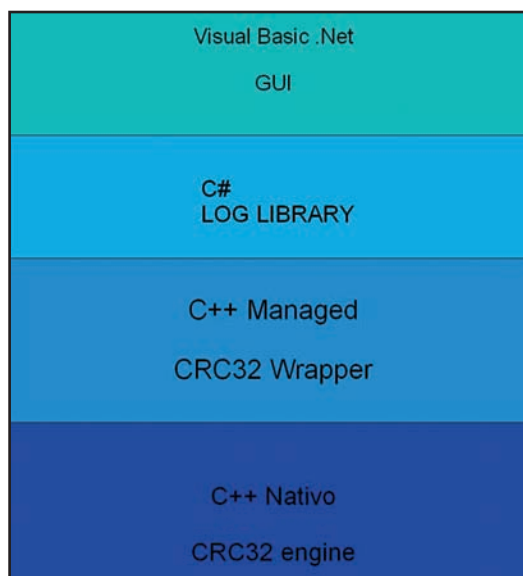 Visual Basic .Net
GUI
C#
LOG LIBRARY
C++ Managed
CRC32 Wrapper
C++ Nativo
CRC32 engine